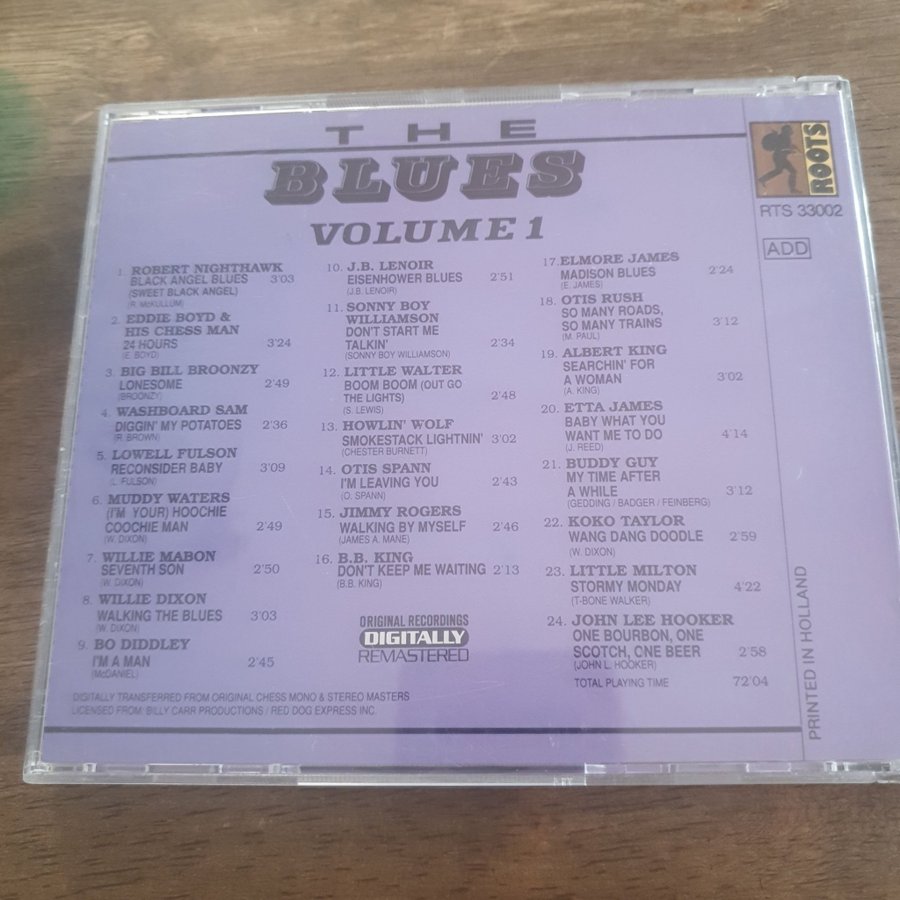 THE
BLUES
VOLUME 1
ROOTS
RTS 33002
ADD
1. ROBERT NIGHTHAWK
BLACK ANGEL BLUES 3'03
(SWEET BLACK ANGEL)
(R. McKULLUM)
2. EDDIE BOYD &
HIS CHESS MAN
24 HOURS 3'24
(E. BOYD)
3. BIG BILL BROONZY
LONESOME 2'49
(BROONZY)
4. WASHBOARD SAM
DIGGIN' MY POTATOES 2'36
(R. BROWN)
5. LOWELL FULSON
RECONSIDER BABY 3'09
(L. FULSON)
6. MUDDY WATERS
(I'M YOUR) HOOCHIE
COOCHIE MAN 2'49
(W. DIXON)
7. WILLIE MABON
SEVENTH SON 2'50
(W. DIXON)
8. WILLIE DIXON
WALKING THE BLUES 3'03
(W. DIXON)
9. BO DIDDLEY
I'M A MAN 2'45
(McDANIEL)
10. J.B. LENOIR
EISENHOWER BLUES 2'51
(J.B. LENOIR)
11. SONNY BOY
WILLIAMSON
DON'T START ME
TALKIN' 2'34
(SONNY BOY WILLIAMSON)
12. LITTLE WALTER
BOOM BOOM (OUT GO
THE LIGHTS) 2'48
(S. LEWIS)
13. HOWLIN' WOLF
SMOKESTACK LIGHTNIN' 3'02
(CHESTER BURNETT)
14. OTIS SPANN
I'M LEAVING YOU 2'43
(O. SPANN)
15. JIMMY ROGERS
WALKING BY MYSELF 2'46
(JAMES A. MANE)
16. B.B. KING
DON'T KEEP ME WAITING 2'13
(B.B. KING)
17. ELMORE JAMES
MADISON BLUES 2'24
(E. JAMES)
18. OTIS RUSH
SO MANY ROADS,
SO MANY TRAINS 3'12
(M. PAUL)
19. ALBERT KING
SEARCHIN' FOR
A WOMAN 3'02
(A. KING)
20. ETTA JAMES
BABY WHAT YOU
WANT ME TO DO 4'14
(J. REED)
21. BUDDY GUY
MY TIME AFTER
A WHILE 3'12
(GEDDING / BADGER / FEINBERG)
22. KOKO TAYLOR
WANG DANG DOODLE 2'59
(W. DIXON)
23. LITTLE MILTON
STORMY MONDAY 4'22
(T-BONE WALKER)
24. JOHN LEE HOOKER
ONE BOURBON, ONE
SCOTCH, ONE BEER 2'58
(JOHN L. HOOKER)
TOTAL PLAYING TIME 72'04
ORIGINAL RECORDINGS
DIGITALLY
REMASTERED
DIGITALLY TRANSFERRED FROM ORIGINAL CHESS MONO & STEREO MASTERS
LICENSED FROM: BILLY CARR PRODUCTIONS / RED DOG EXPRESS INC.
PRINTED IN HOLLAND